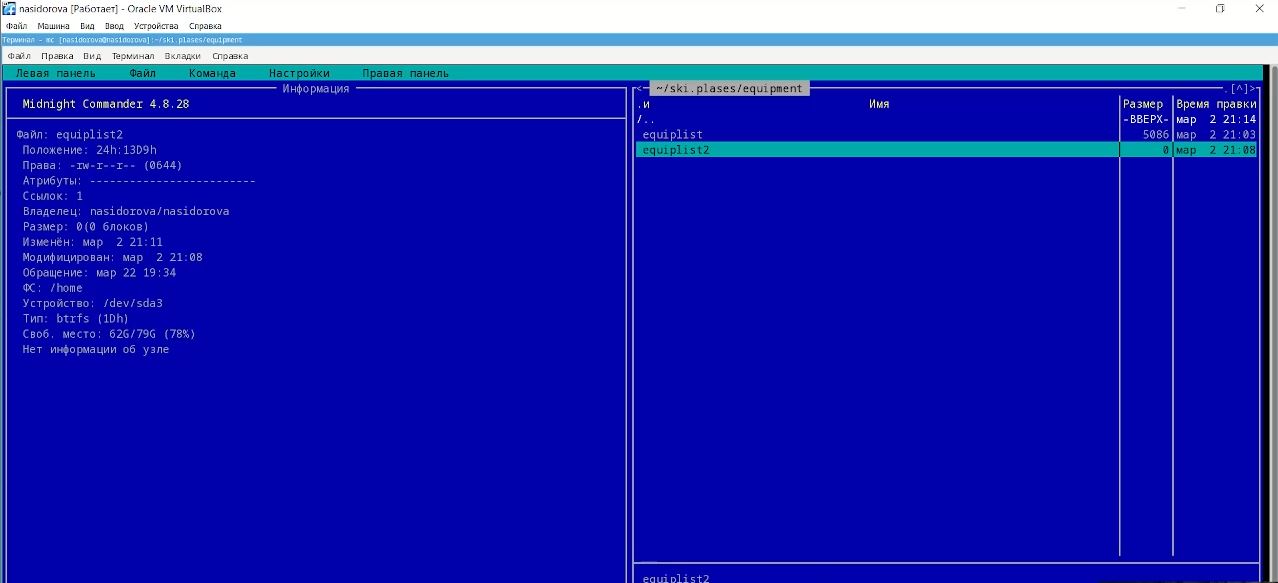 nasidorova [Работает] - Oracle VM VirtualBox
Файл Машина Вид Ввод Устройства Справка
Терминал - mc [nasidorova@nasidorova]:~/ski.plases/equipment
Файл Правка Вид Терминал Вкладки Справка
Левая панель Файл Команда Настройки Правая панель
Информация
Midnight Commander 4.8.28
Файл: equiplist2
Положение: 24h:13D9h
Права: -rw-r--r-- (0644)
Атрибуты: -------------------------
Ссылок: 1
Владелец: nasidorova/nasidorova
Размер: 0(0 блоков)
Изменён: мар 2 21:11
Модифицирован: мар 2 21:08
Обращение: мар 22 19:34
ФС: /home
Устройство: /dev/sda3
Тип: btrfs (1Dh)
Своб. место: 62G/79G (78%)
Нет информации об узле
<- ~/ski.plases/equipment .[^]>
.и Имя Размер Время правки
/.. -ВВЕРХ- мар 2 21:14
equiplist 5086 мар 2 21:03
equiplist2 0 мар 2 21:08
equiplist2